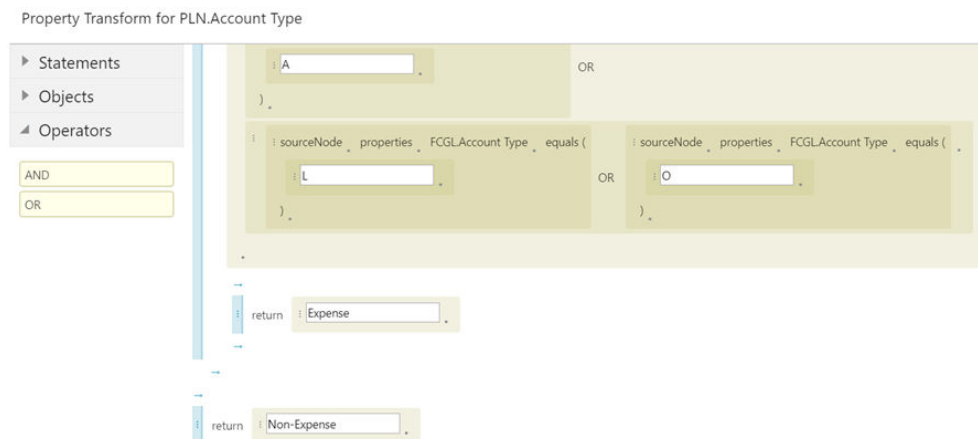 Property Transform for PLN.Account Type
Statements
Objects
Operators
AND
OR
A
OR
)
sourceNode properties FCGL.Account Type equals (
L
)
OR
sourceNode properties FCGL.Account Type equals (
O
)
return Expense
return Non-Expense